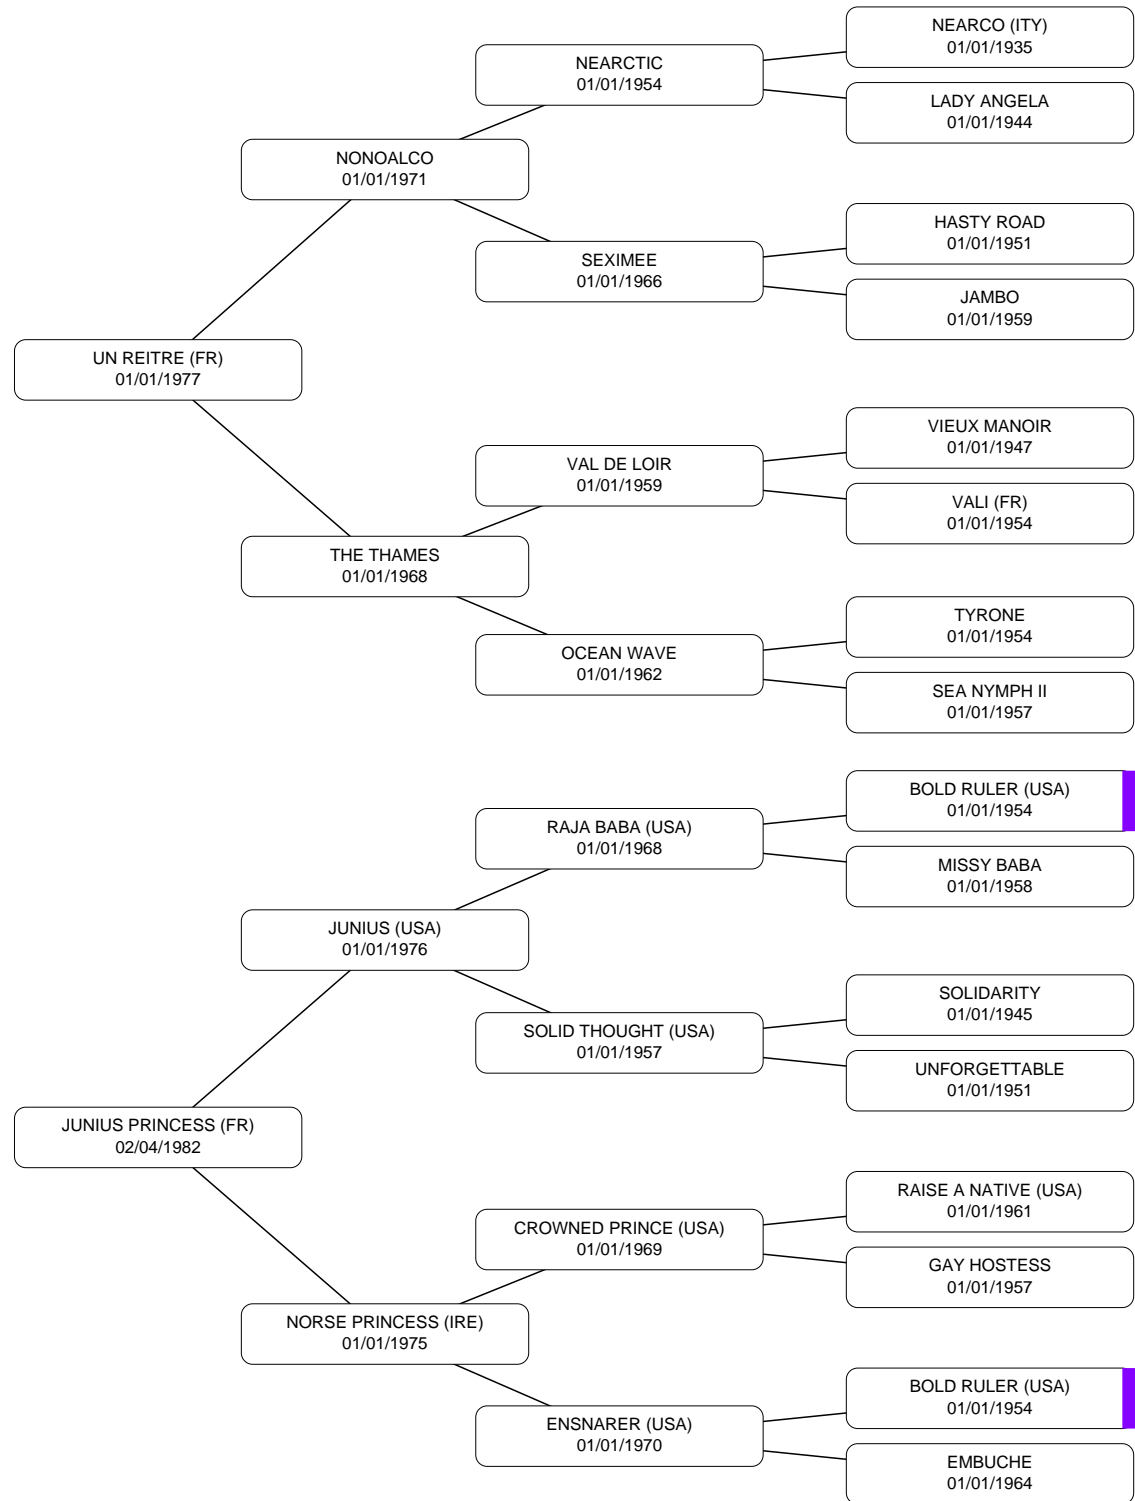 NEARCO (ITY)
01/01/1935
NEARCTIC
01/01/1954
LADY ANGELA
01/01/1944
NONOALCO
01/01/1971
HASTY ROAD
01/01/1951
SEXIMEE
01/01/1966
JAMBO
01/01/1959
UN REITRE (FR)
01/01/1977
VIEUX MANOIR
01/01/1947
VAL DE LOIR
01/01/1959
VALI (FR)
01/01/1954
THE THAMES
01/01/1968
TYRONE
01/01/1954
OCEAN WAVE
01/01/1962
SEA NYMPH II
01/01/1957
BOLD RULER (USA)
01/01/1954
RAJA BABA (USA)
01/01/1968
MISSY BABA
01/01/1958
JUNIUS (USA)
01/01/1976
SOLIDARITY
01/01/1945
SOLID THOUGHT (USA)
01/01/1957
UNFORGETTABLE
01/01/1951
JUNIUS PRINCESS (FR)
02/04/1982
RAISE A NATIVE (USA)
01/01/1961
CROWNED PRINCE (USA)
01/01/1969
GAY HOSTESS
01/01/1957
NORSE PRINCESS (IRE)
01/01/1975
BOLD RULER (USA)
01/01/1954
ENSNARER (USA)
01/01/1970
EMBUCHE
01/01/1964